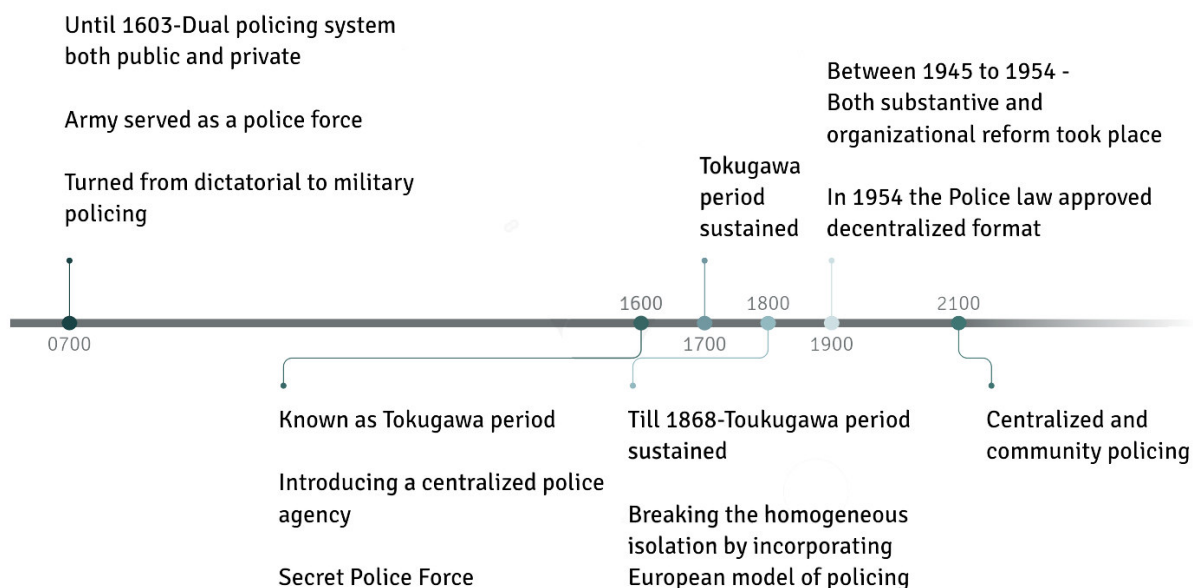 Until 1603-Dual policing system
both public and private
Army served as a police force
Turned from dictatorial to military
policing
Tokugawa
period
sustained
Between 1945 to 1954 -
Both substantive and
organizational reform took place
In 1954 the Police law approved
decentralized format
1600
1800
2100
0700
1700
1900
Known as Tokugawa period
Introducing a centralized police
agency
Secret Police Force
Till 1868-Toukugawa period
sustained
Breaking the homogeneous
isolation by incorporating
European model of policing
Centralized and
community policing